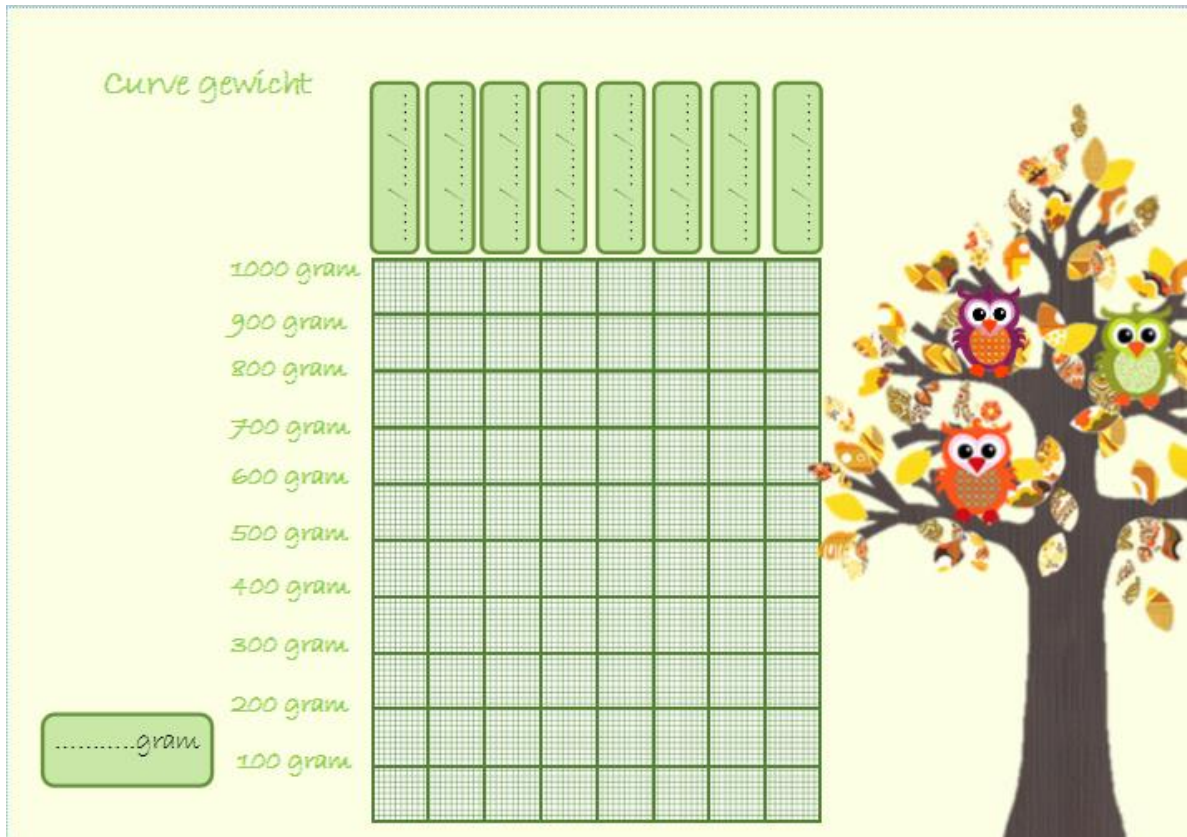 Curve gewicht
...../....../.....
...../....../.....
...../....../.....
...../....../.....
...../....../.....
...../....../.....
...../....../.....
...../....../.....
1000 gram
900 gram
800 gram
700 gram
600 gram
500 gram
400 gram
300 gram
200 gram
100 gram
............gram